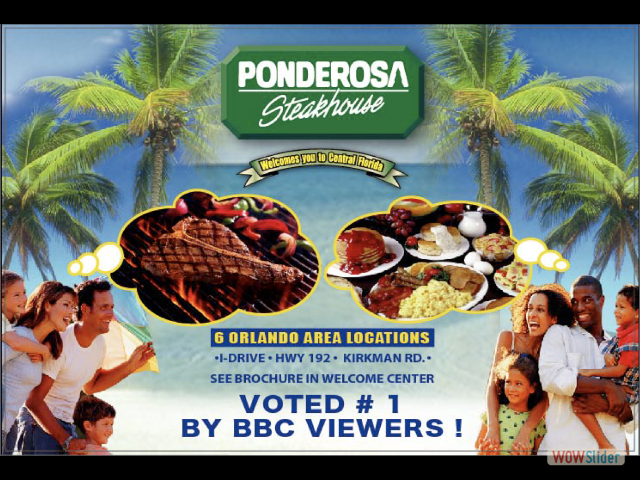 PONDEROSA
Steakhouse
Welcomes you to Central Florida
6 ORLANDO AREA LOCATIONS
•I-DRIVE • HWY 192 • KIRKMAN RD.•
SEE BROCHURE IN WELCOME CENTER
VOTED # 1
BY BBC VIEWERS !
WOWSlider